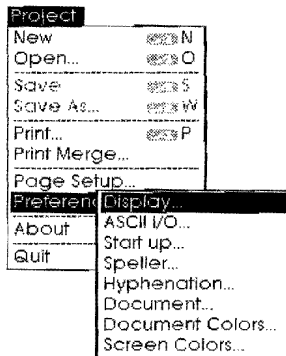 Project
New N
Open... O
Save S
Save As... W
Print... P
Print Merge...
Page Setup...
Preferenc
About
Quit
Display...
ASCII I/O...
Start up...
Speller...
Hyphenation...
Document...
Document Colors...
Screen Colors...